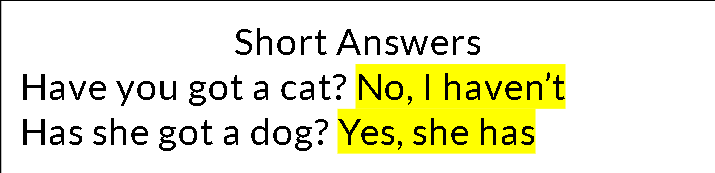 Short Answers
Have you got a cat? No, I haven’t
Has she got a dog? Yes, she has